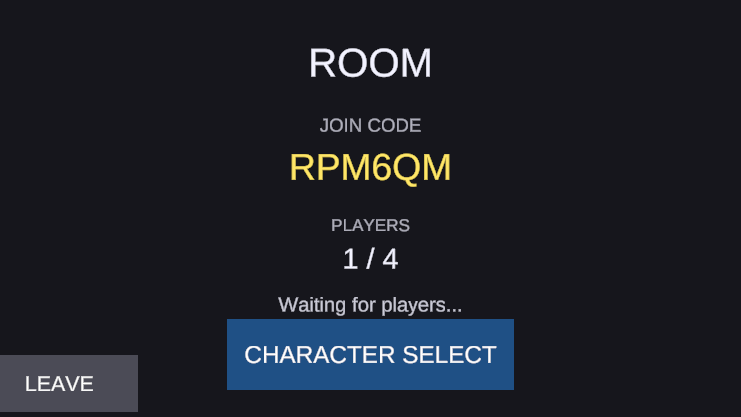 ROOM
JOIN CODE
RPM6QM
PLAYERS
1 / 4
Waiting for players...
CHARACTER SELECT
LEAVE